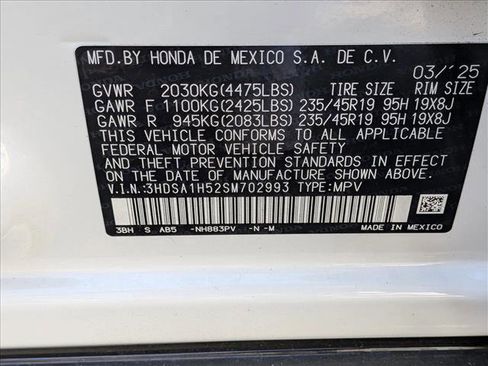 MFD.BY HONDA DE MEXICO S.A. DE C.V.
03/'25
GVWR 2030KG(4475LBS) TIRE SIZE RIM SIZE
GAWR F 1100KG(2425LBS) 235/45R19 95H 19X8J
GAWR R 945KG(2083LBS) 235/45R19 95H 19X8J
THIS VEHICLE CONFORMS TO ALL APPLICABLE
FEDERAL MOTOR VEHICLE SAFETY
AND THEFT PREVENTION STANDARDS IN EFFECT
ON THE DATE OF MANUFACTURE SHOWN ABOVE.
V.I.N.:3HDSA1H52SM702993 TYPE:MPV
3BH S AB5 -NH883PV -N -M
MADE IN MEXICO